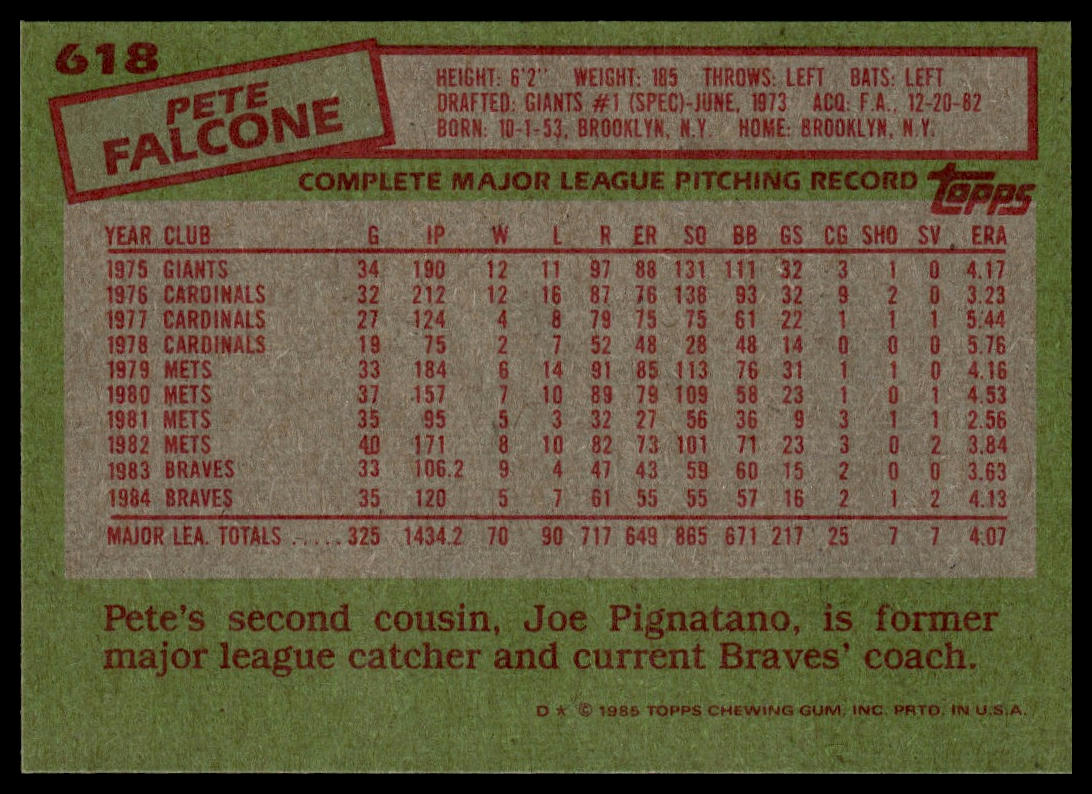 618
PETE
FALCONE
HEIGHT: 6'2" WEIGHT: 185 THROWS: LEFT BATS: LEFT
DRAFTED: GIANTS #1 (SPEC)-JUNE, 1973 ACQ: F.A., 12-20-82
BORN: 10-1-53, BROOKLYN, N.Y. HOME: BROOKLYN, N.Y.
COMPLETE MAJOR LEAGUE PITCHING RECORD topps
YEAR CLUB G IP W L R ER SO BB GS CG SHO SV ERA
1975 GIANTS 34 190 12 11 97 88 131 111 32 3 1 0 4.17
1976 CARDINALS 32 212 12 16 87 76 138 93 32 9 2 0 3.23
1977 CARDINALS 27 124 4 8 79 75 75 61 22 1 1 1 5.44
1978 CARDINALS 19 75 2 7 52 48 28 48 14 0 0 0 5.76
1979 METS 33 184 6 14 91 85 113 76 31 1 1 0 4.16
1980 METS 37 157 7 10 89 79 109 58 23 1 0 1 4.53
1981 METS 35 95 5 3 32 27 56 36 9 3 1 1 2.56
1982 METS 40 171 8 10 82 73 101 71 23 3 0 2 3.84
1983 BRAVES 33 106.2 9 4 47 43 59 60 15 2 0 0 3.63
1984 BRAVES 35 120 5 7 61 55 55 57 16 2 1 2 4.13
MAJOR LEA. TOTALS ..... 325 1434.2 70 90 717 649 865 671 217 25 7 7 4.07
Pete's second cousin, Joe Pignatano, is former
major league catcher and current Braves' coach.
D * © 1985 TOPPS CHEWING GUM, INC. PRTD. IN U.S.A.